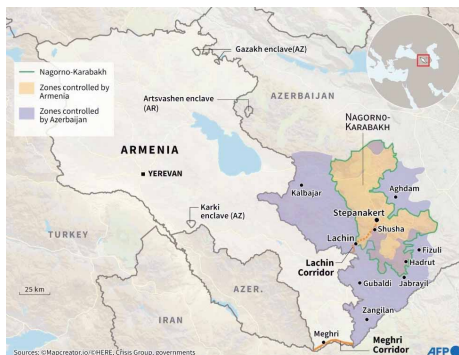 Nagorno-Karabakh
Zones controlled by
Armenia
Zones controlled
by Azerbaijan
Gazakh enclave(AZ)
Artsvashen enclave
(AR)
AZERBAIJAN
NAGORNO-
KARABAKH
ARMENIA
YEREVAN
Kalbajar
Aghdam
Stepanakert
Shusha
Karki
enclave (AZ)
Lachin
Fizuli
Lachin
Corridor
Hadrut
TURKEY
Gubaldi
Jabrayil
AZER.
25 km
Zangilan
IRAN
Meghri
Meghri
Corridor
Sources: ©Mapcreator.io/©HERE, Crisis Group, governments
AFP